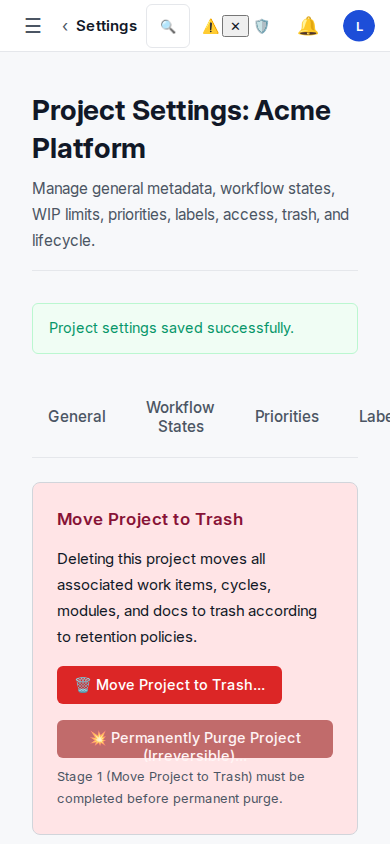 ☰ ‹ Settings 🔍 ⚠️ ✕ 🛡️ 🔔 L
Project Settings: Acme
Platform
Manage general metadata, workflow states,
WIP limits, priorities, labels, access, trash, and
lifecycle.
Project settings saved successfully.
General Workflow States Priorities Labe
Move Project to Trash
Deleting this project moves all
associated work items, cycles,
modules, and docs to trash according
to retention policies.
🗑️ Move Project to Trash...
💥 Permanently Purge Project
(Irreversible)
Stage 1 (Move Project to Trash) must be
completed before permanent purge.